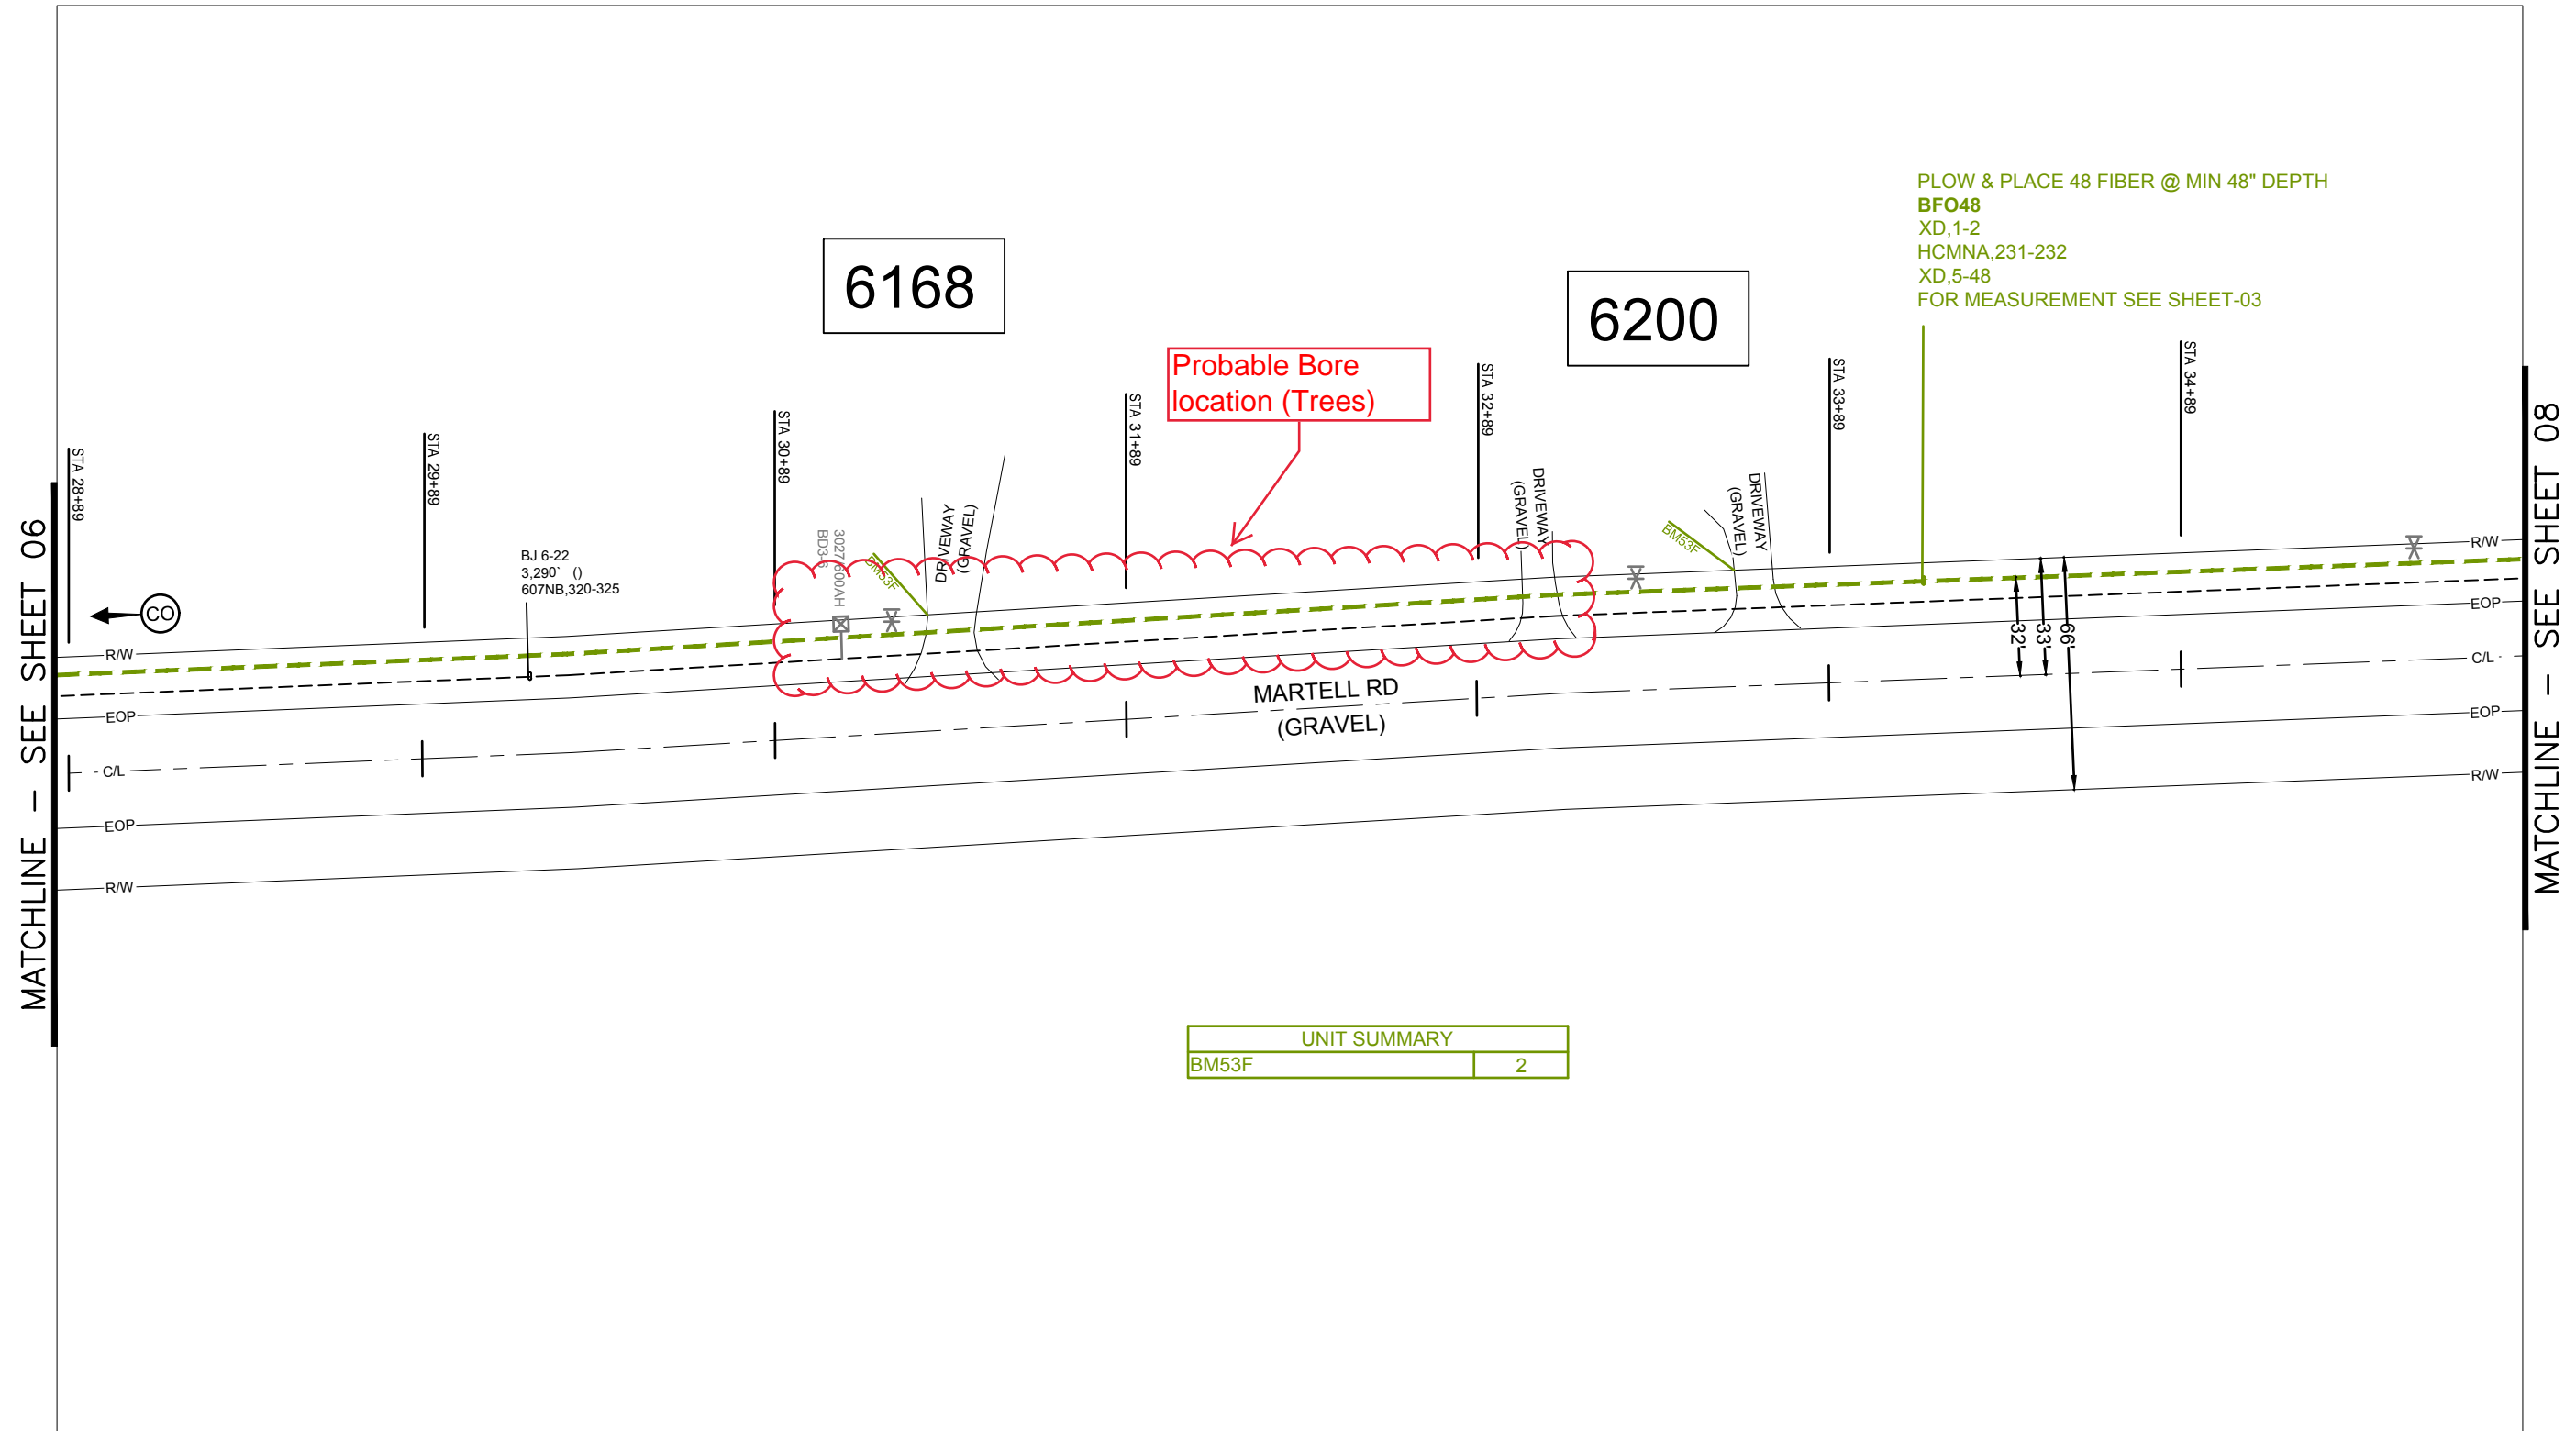 PLOW & PLACE 48 FIBER @ MIN 48" DEPTH
BFO48
XD,1-2
HCMNA,231-232
XD,5-48
FOR MEASUREMENT SEE SHEET-03
6168
6200
Probable Bore
location (Trees)
STA 28+89
STA 29+89
STA 30+89
STA 31+89
STA 32+89
STA 33+89
STA 34+89
MATCHLINE - SEE SHEET 06
MATCHLINE - SEE SHEET 08
CO
BJ 6-22
3,290` ()
607NB,320-325
3027/600AH
BD3-6
BM53F
DRIVEWAY
(GRAVEL)
DRIVEWAY
(GRAVEL)
BM53F
DRIVEWAY
(GRAVEL)
R/W
EOP
C/L
EOP
R/W
32'
33'
66'
R/W
EOP
C/L
EOP
R/W
MARTELL RD
(GRAVEL)
UNIT SUMMARY
BM53F 2